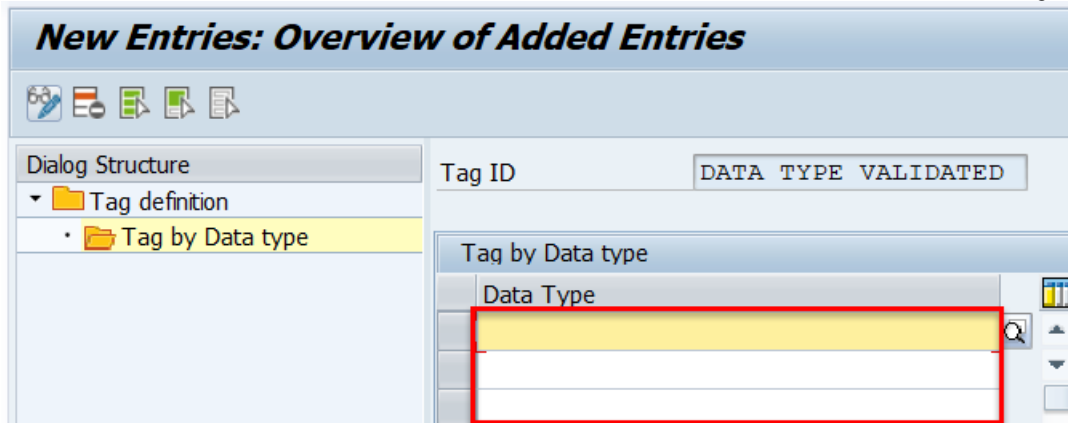 New Entries: Overview of Added Entries
Dialog Structure
Tag definition
Tag by Data type
Tag ID DATA TYPE VALIDATED
Tag by Data type
Data Type